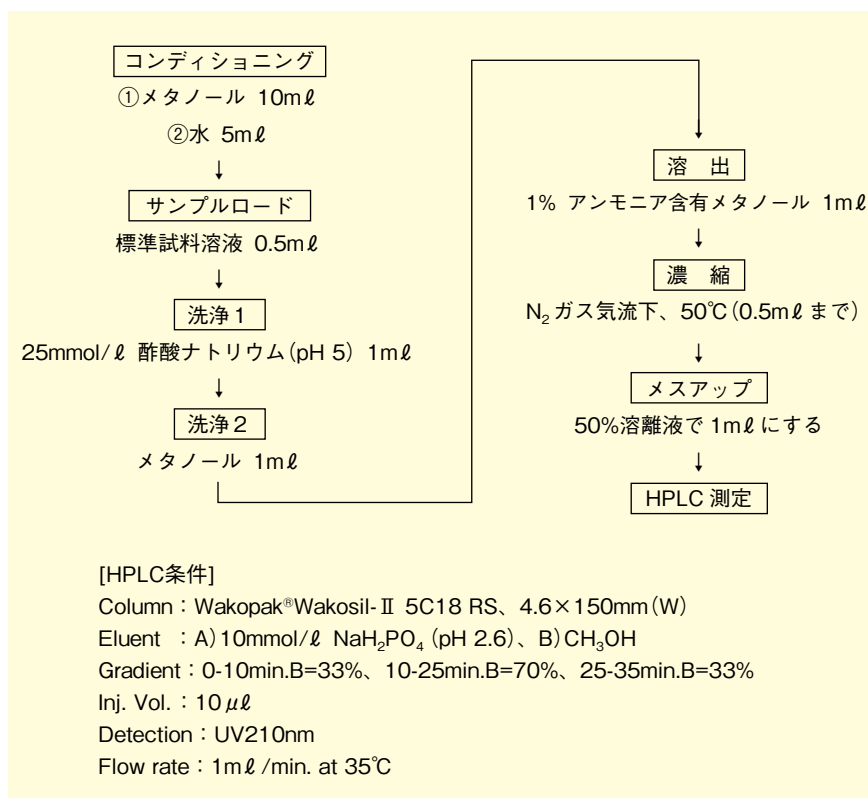 コンディショニング
①メタノール 10mℓ
②水 5mℓ
↓
サンプルロード
標準試料溶液 0.5mℓ
↓
洗浄1
25mmol/ℓ 酢酸ナトリウム(pH 5) 1mℓ
↓
洗浄2
メタノール 1mℓ
↓
溶 出
1% アンモニア含有メタノール 1mℓ
↓
濃 縮
N₂ガス気流下、50℃(0.5mℓまで)
↓
メスアップ
50%溶離液で1mℓにする
↓
HPLC 測定
[HPLC条件]
Column:Wakopak®Wakosil-Ⅱ 5C18 RS、4.6×150mm(W)
Eluent :A)10mmol/ℓ NaH₂PO₄ (pH 2.6)、B)CH₃OH
Gradient:0-10min.B=33%、10-25min.B=70%、25-35min.B=33%
Inj. Vol.:10μℓ
Detection:UV210nm
Flow rate:1mℓ/min. at 35℃